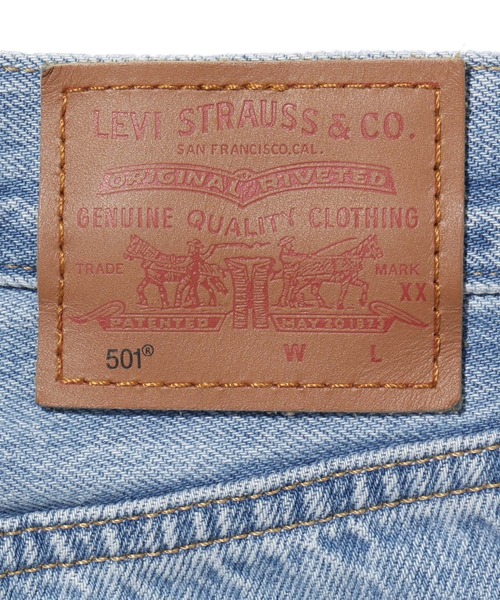 LEVI STRAUSS & CO.
SAN FRANCISCO, CAL.
ORIGINAL RIVETED
GENUINE QUALITY CLOTHING
TRADE MARK
XX
PATENTED MAY 20 1873
501® W L